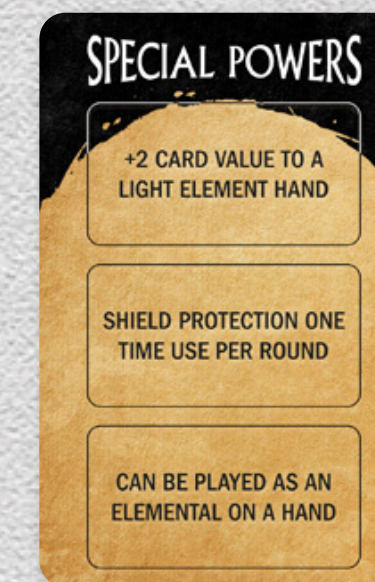 SPECIAL POWERS
+2 CARD VALUE TO A
LIGHT ELEMENT HAND
SHIELD PROTECTION ONE
TIME USE PER ROUND
CAN BE PLAYED AS AN
ELEMENTAL ON A HAND